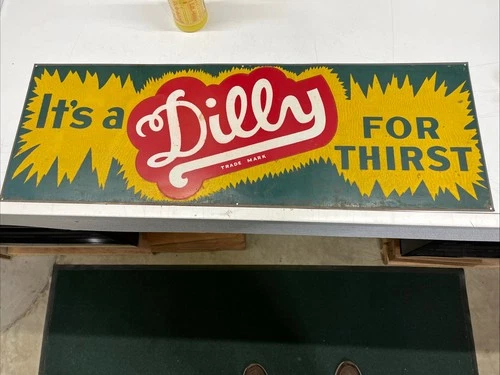 It's a
Dilly
TRADE MARK
FOR
THIRST